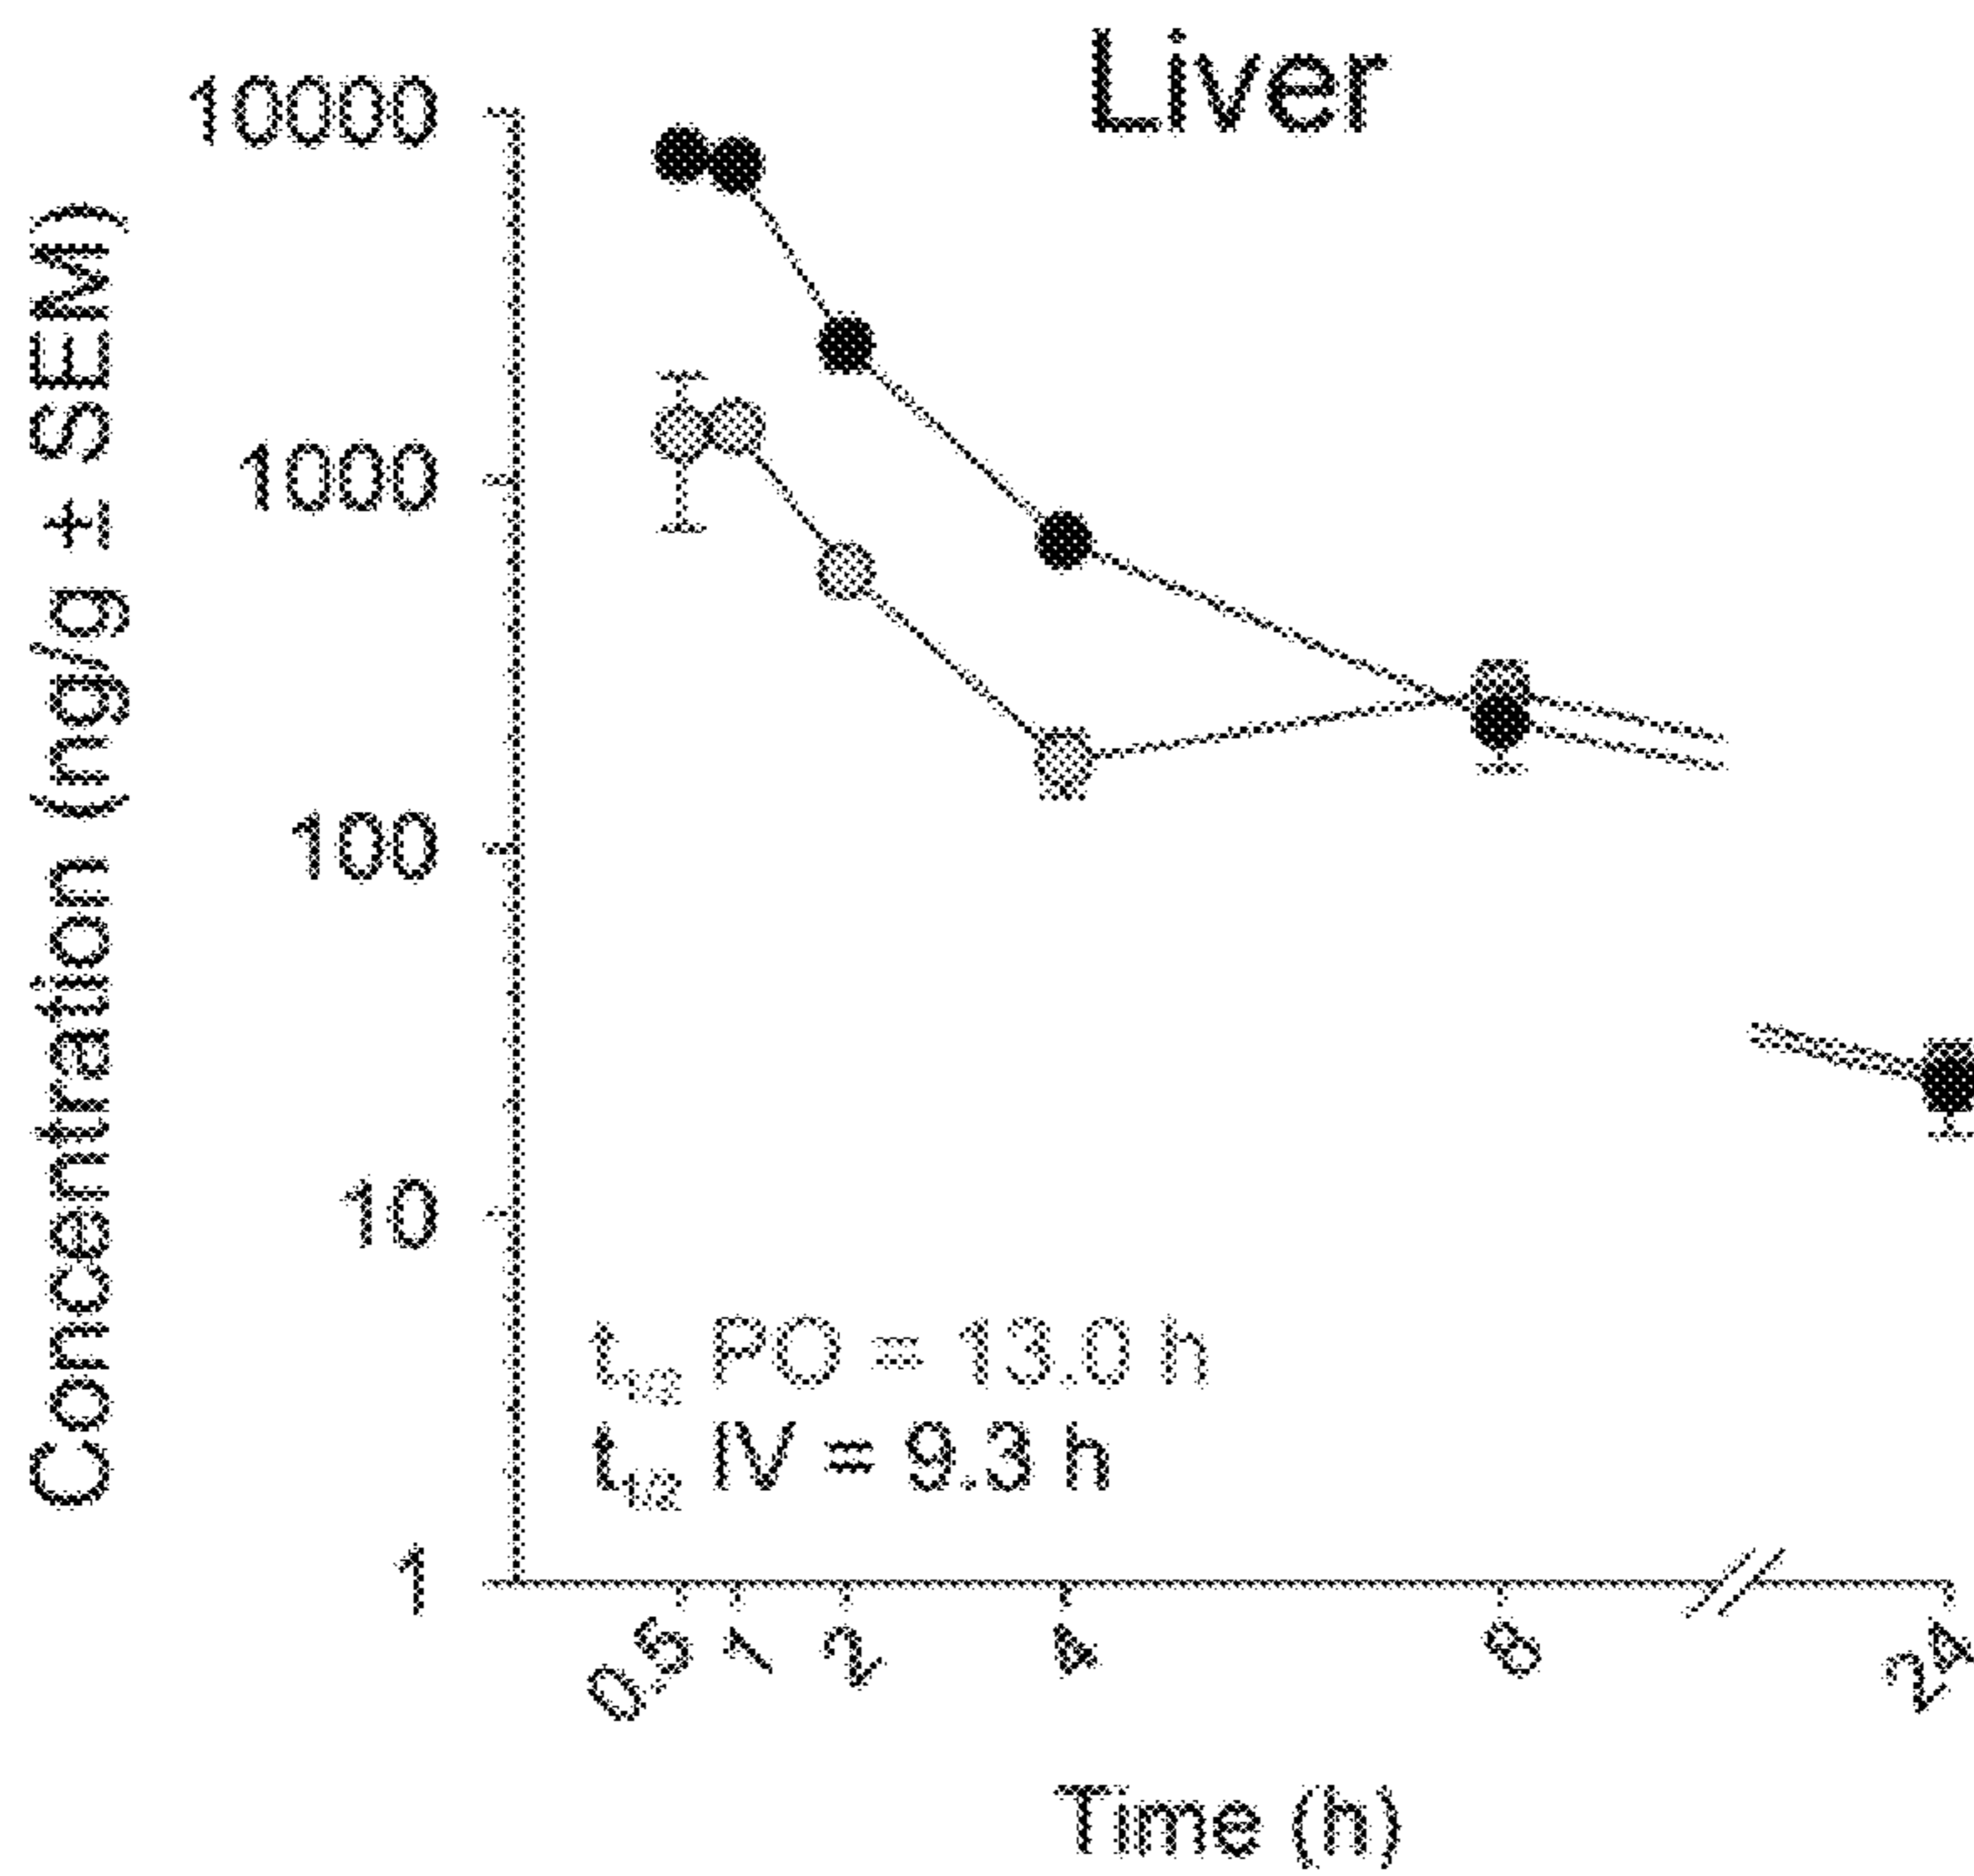 Liver
10000
1000
100
10
1
Concentration (ng/g ± SEM)
t1/2 PO = 13.0 h
t1/2 IV = 9.3 h
0.5 1 2 4 8 24
Time (h)